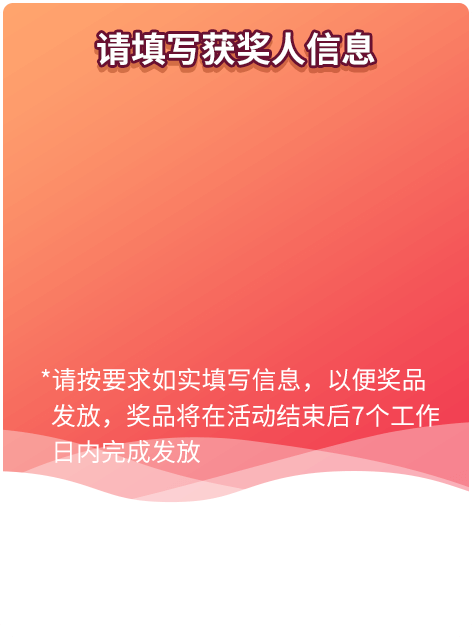 请填写获奖人信息
*请按要求如实填写信息，以便奖品
发放，奖品将在活动结束后7个工作
日内完成发放